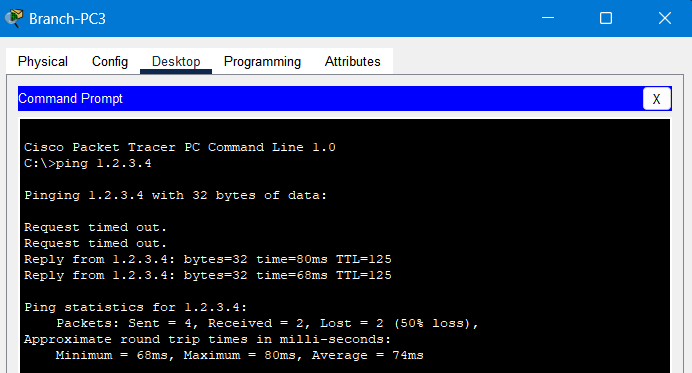 Branch-PC3
Physical Config Desktop Programming Attributes
Command Prompt X
Cisco Packet Tracer PC Command Line 1.0
C:\>ping 1.2.3.4
Pinging 1.2.3.4 with 32 bytes of data:
Request timed out.
Request timed out.
Reply from 1.2.3.4: bytes=32 time=80ms TTL=125
Reply from 1.2.3.4: bytes=32 time=68ms TTL=125
Ping statistics for 1.2.3.4:
Packets: Sent = 4, Received = 2, Lost = 2 (50% loss),
Approximate round trip times in milli-seconds:
Minimum = 68ms, Maximum = 80ms, Average = 74ms